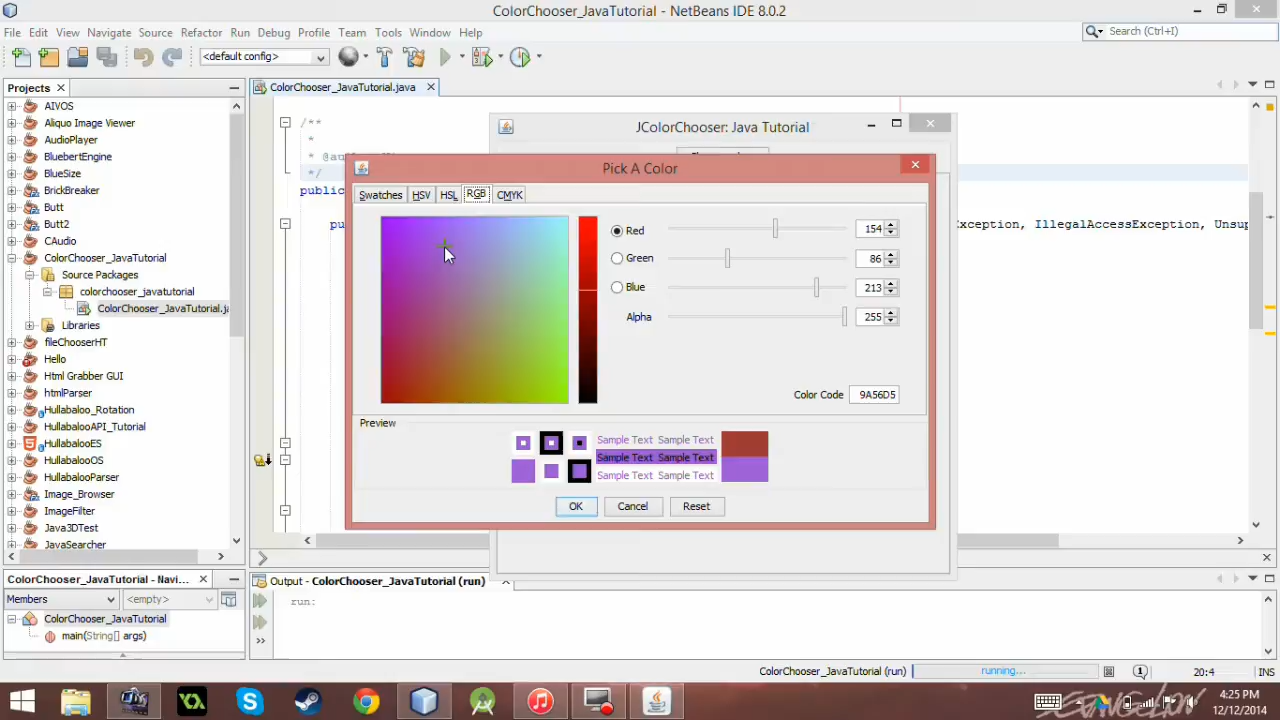 ColorChooser_JavaTutorial - NetBeans IDE 8.0.2
File Edit View Navigate Source Refactor Run Debug Profile Team Tools Window Help
Search (Ctrl+I)
<default config>
Projects
ColorChooser_JavaTutorial.java
AIVOS
Aliquo Image Viewer
AudioPlayer
BluebertEngine
BlueSize
BrickBreaker
Butt
Butt2
CAudio
ColorChooser_JavaTutorial
Source Packages
colorchooser_javatutorial
ColorChooser_JavaTutorial.ja
Libraries
fileChooserHT
Hello
Html Grabber GUI
htmlParser
Hullabaloo_Rotation
HullabalooAPI_Tutorial
HullabalooES
HullabalooOS
HullabalooParser
Image_Browser
ImageFilter
Java3DTest
JavaSearcher
/**
*
*/
public
Exception, IllegalAccessException, Unsup
JColorChooser: Java Tutorial
Pick A Color
Swatches HSV HSL RGB CMYK
Red 154
Green 86
Blue 213
Alpha 255
Color Code 9A56D5
Preview
Sample Text Sample Text
Sample Text Sample Text
Sample Text Sample Text
OK Cancel Reset
ColorChooser_JavaTutorial - Navi...
Members <empty>
ColorChooser_JavaTutorial
main(String[] args)
Output - ColorChooser_JavaTutorial (run)
run:
ColorChooser_JavaTutorial (run) running... 1 20:4 INS
4:25 PM
12/12/2014